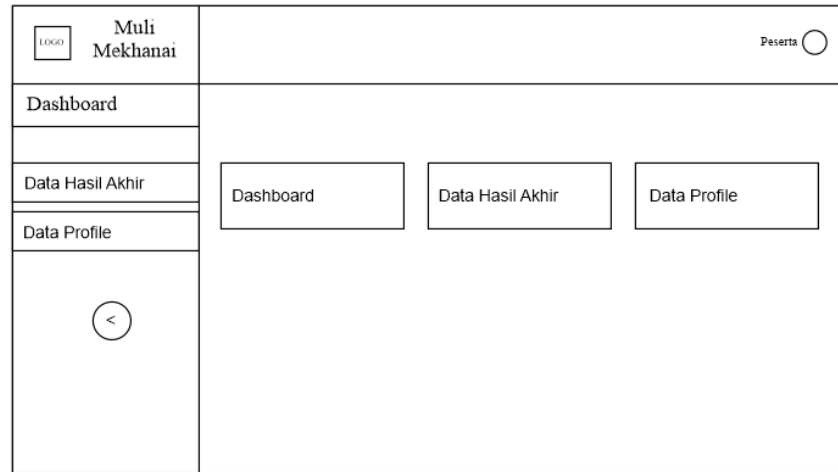 LOGO
Muli
Mekhanai
Peserta
Dashboard
Data Hasil Akhir
Data Profile
<
Dashboard
Data Hasil Akhir
Data Profile